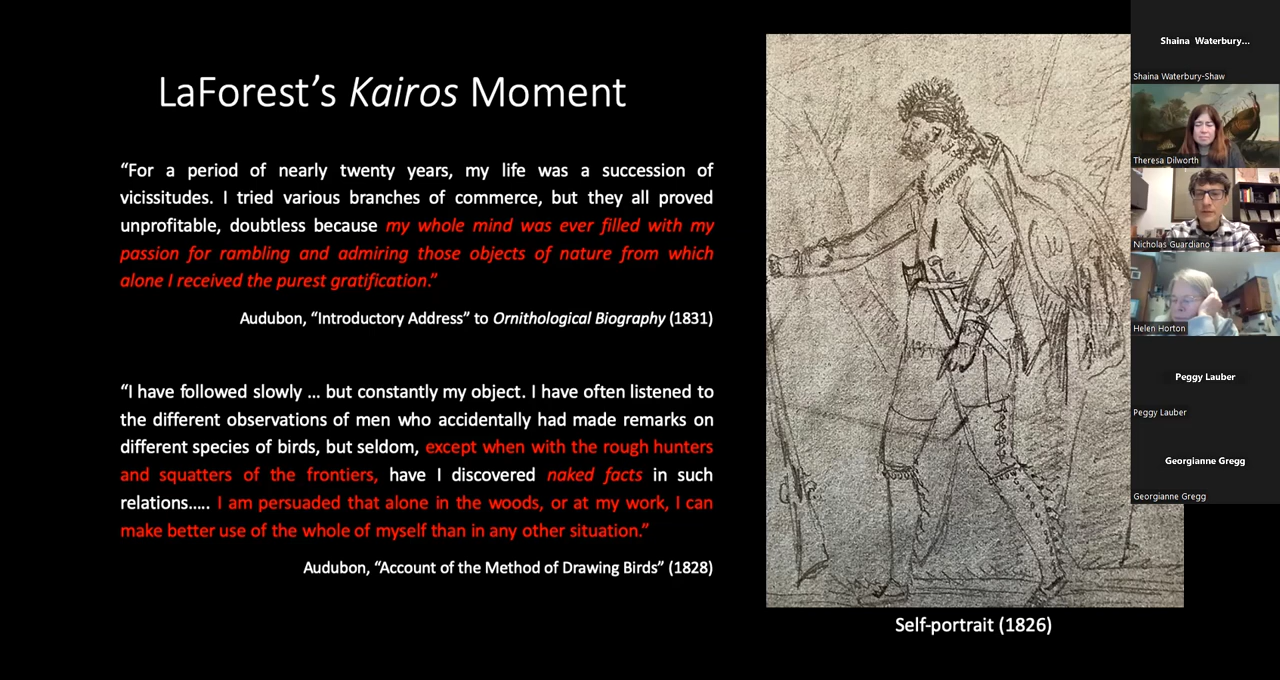 LaForest’s Kairos Moment
“For a period of nearly twenty years, my life was a succession of
vicissitudes. I tried various branches of commerce, but they all proved
unprofitable, doubtless because my whole mind was ever filled with my
passion for rambling and admiring those objects of nature from which
alone I received the purest gratification.”
Audubon, “Introductory Address” to Ornithological Biography (1831)
“I have followed slowly ... but constantly my object. I have often listened to
the different observations of men who accidentally had made remarks on
different species of birds, but seldom, except when with the rough hunters
and squatters of the frontiers, have I discovered naked facts in such
relations..... I am persuaded that alone in the woods, or at my work, I can
make better use of the whole of myself than in any other situation.”
Audubon, “Account of the Method of Drawing Birds” (1828)
Self-portrait (1826)
Shaina Waterbury...
Shaina Waterbury-Shaw
Theresa Dilworth
Nicholas Guardiano
Helen Horton
Peggy Lauber
Peggy Lauber
Georgianne Gregg
Georgianne Gregg